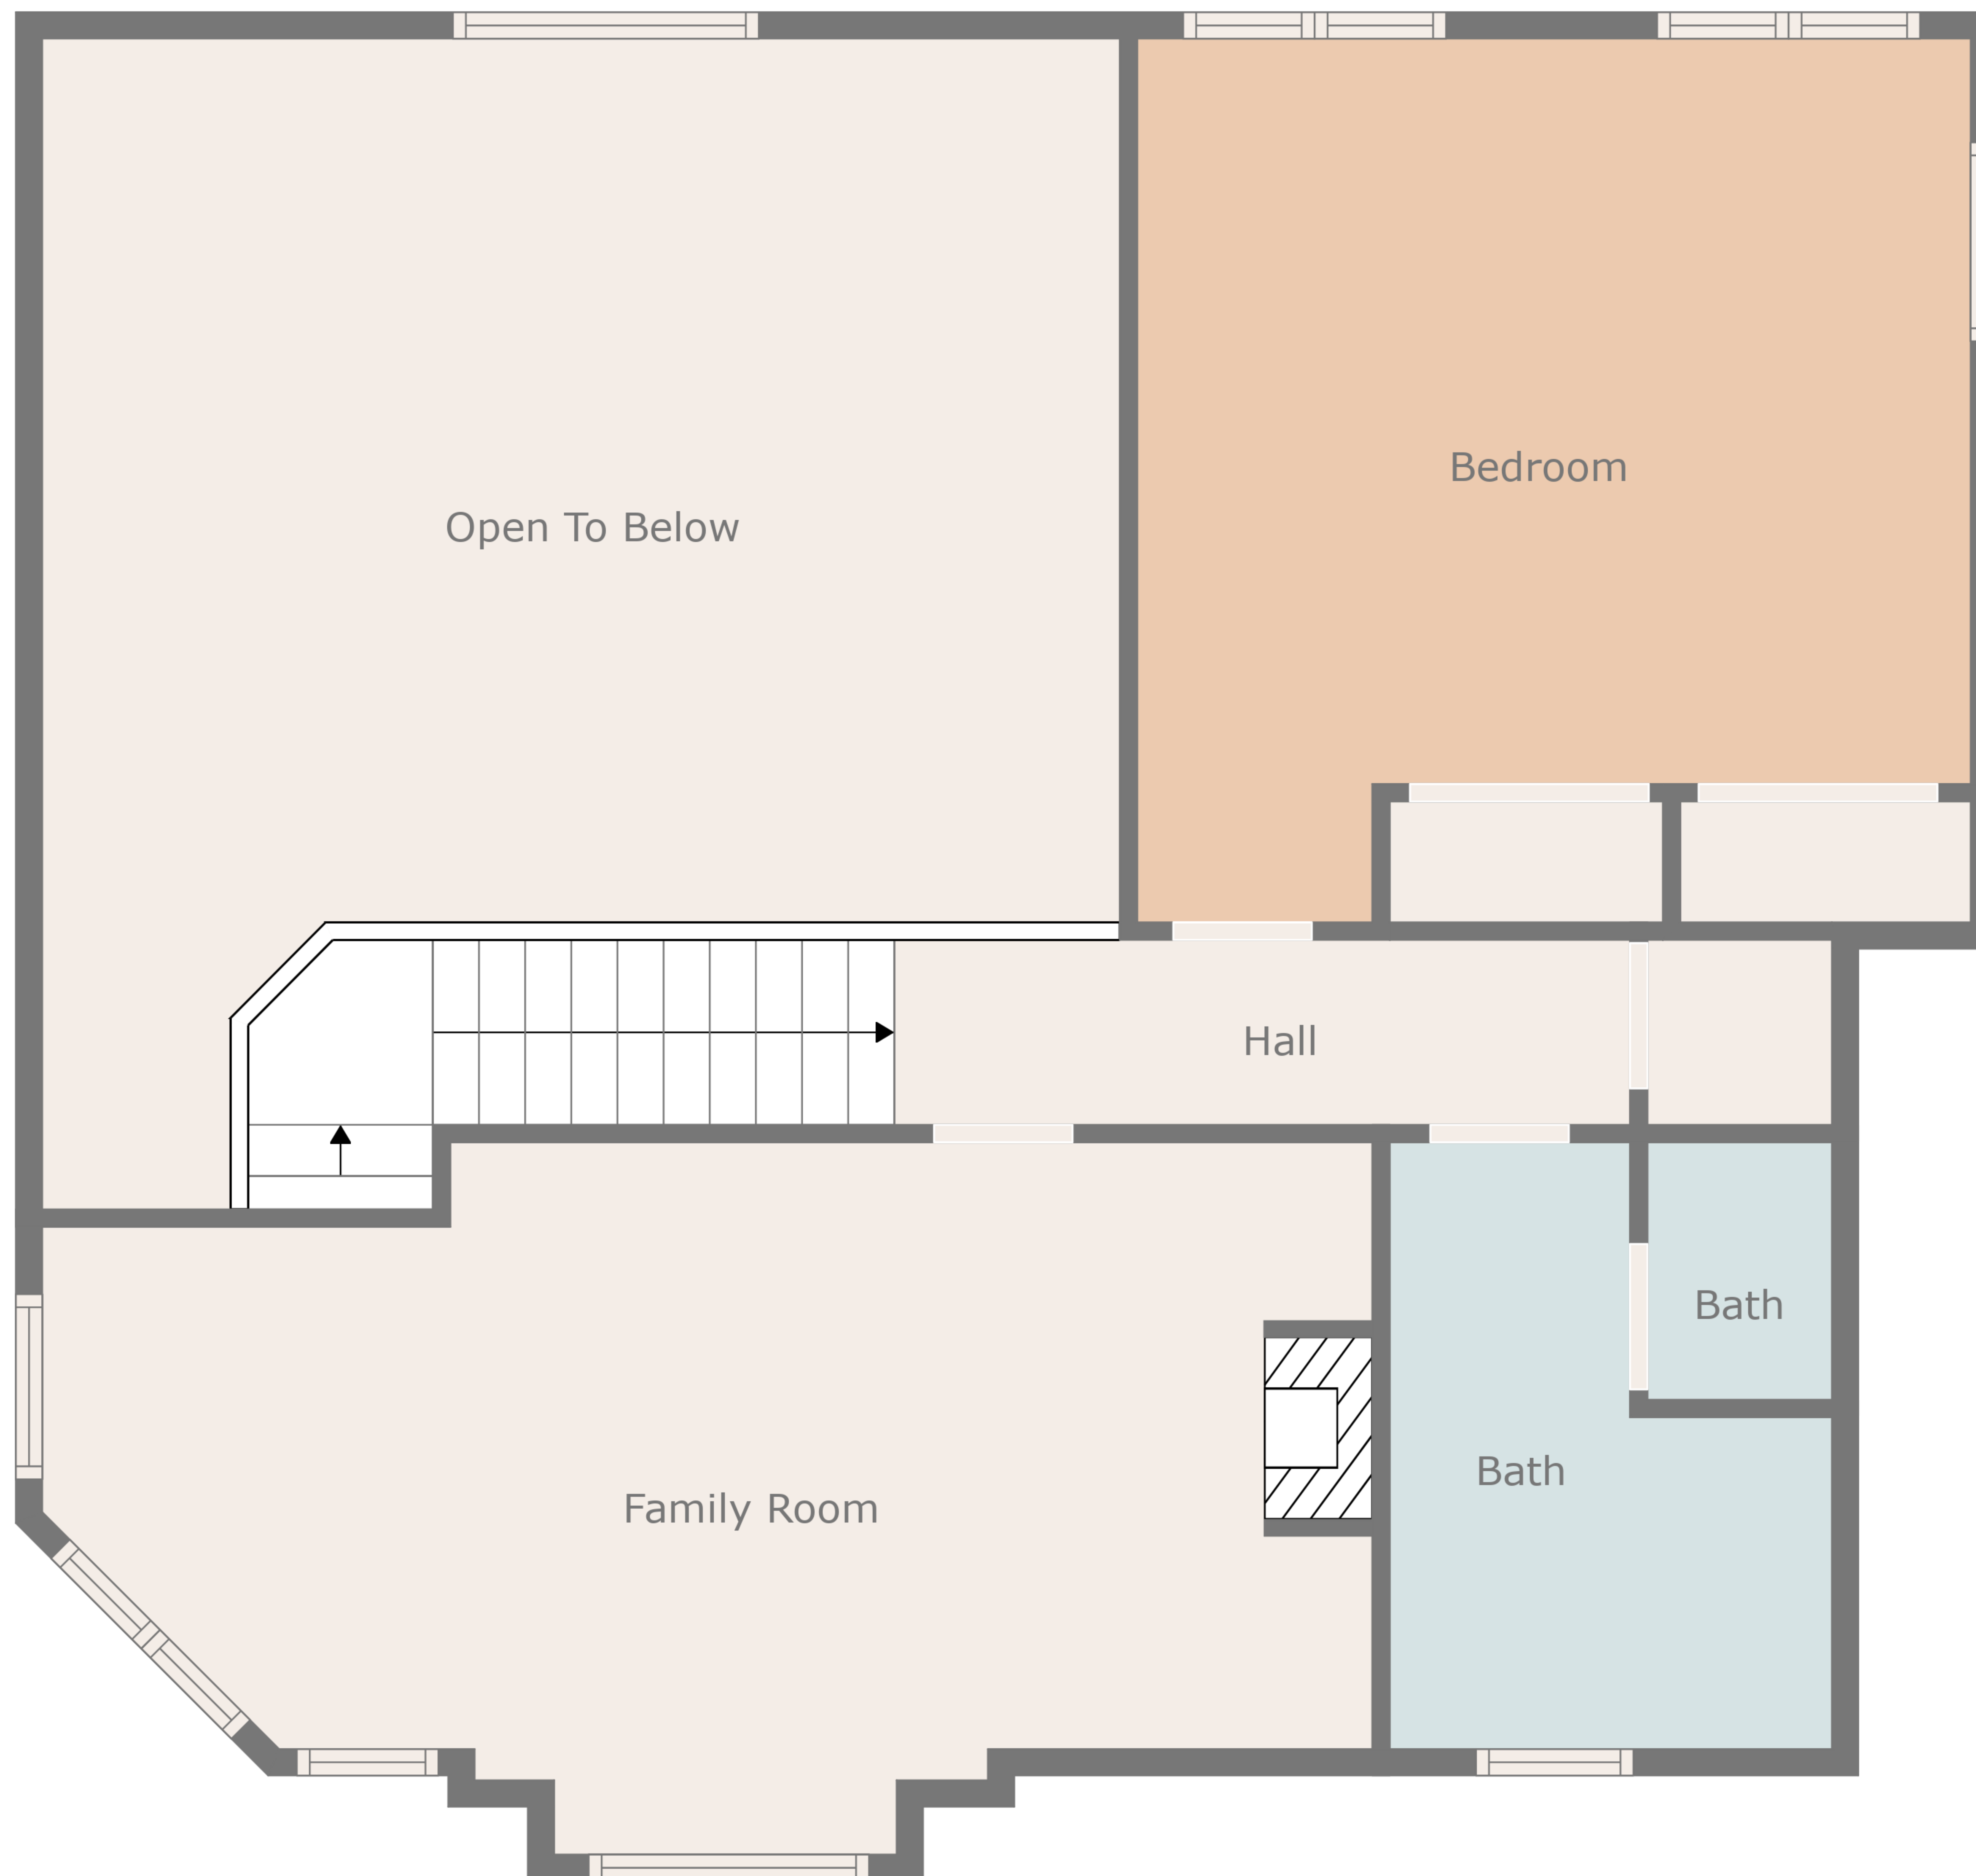 Bedroom
Open To Below
Hall
Bath
Bath
Family Room